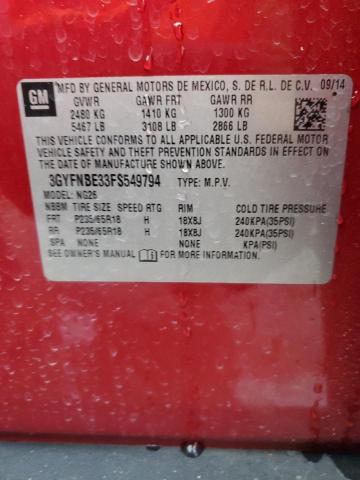 GM
MFD BY GENERAL MOTORS DE MEXICO, S. DE R.L. DE C.V. 09/14
GVWR GAWR FRT GAWR RR
2480 KG 1410 KG 1300 KG
5467 LB 3108 LB 2866 LB
THIS VEHICLE CONFORMS TO ALL APPLICABLE U.S. FEDERAL MOTOR
VEHICLE SAFETY, BUMPER, AND THEFT PREVENTION STANDARDS IN EFFECT ON
THE DATE OF MANUFACTURE SHOWN ABOVE.
3GYFNBE33FS549794 TYPE: M.P.V.
MODEL: NG26
NBBM TIRE SIZE SPEED RTG RIM COLD TIRE PRESSURE
FRT P235/65R18 H 18X8J 240KPA(35PSI)
RR P235/65R18 H 18X8J 240KPA(35PSI)
SPA NONE NONE KPA(PSI)
SEE OWNER'S MANUAL FOR MORE INFORMATION.